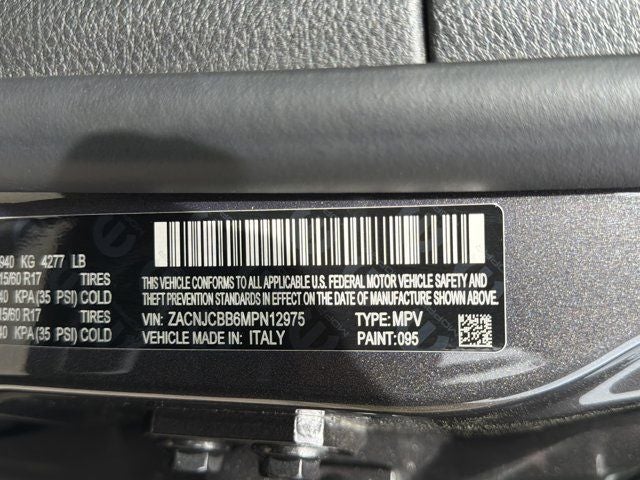 940 KG 4277 LB
15/60 R17 TIRES
40 KPA(35 PSI) COLD
15/60 R17 TIRES
40 KPA(35 PSI) COLD
THIS VEHICLE CONFORMS TO ALL APPLICABLE U.S. FEDERAL MOTOR VEHICLE SAFETY AND
THEFT PREVENTION STANDARDS IN EFFECT ON THE DATE OF MANUFACTURE SHOWN ABOVE.
VIN: ZACNJCBB6MPN12975 TYPE: MPV
VEHICLE MADE IN: ITALY PAINT: 095